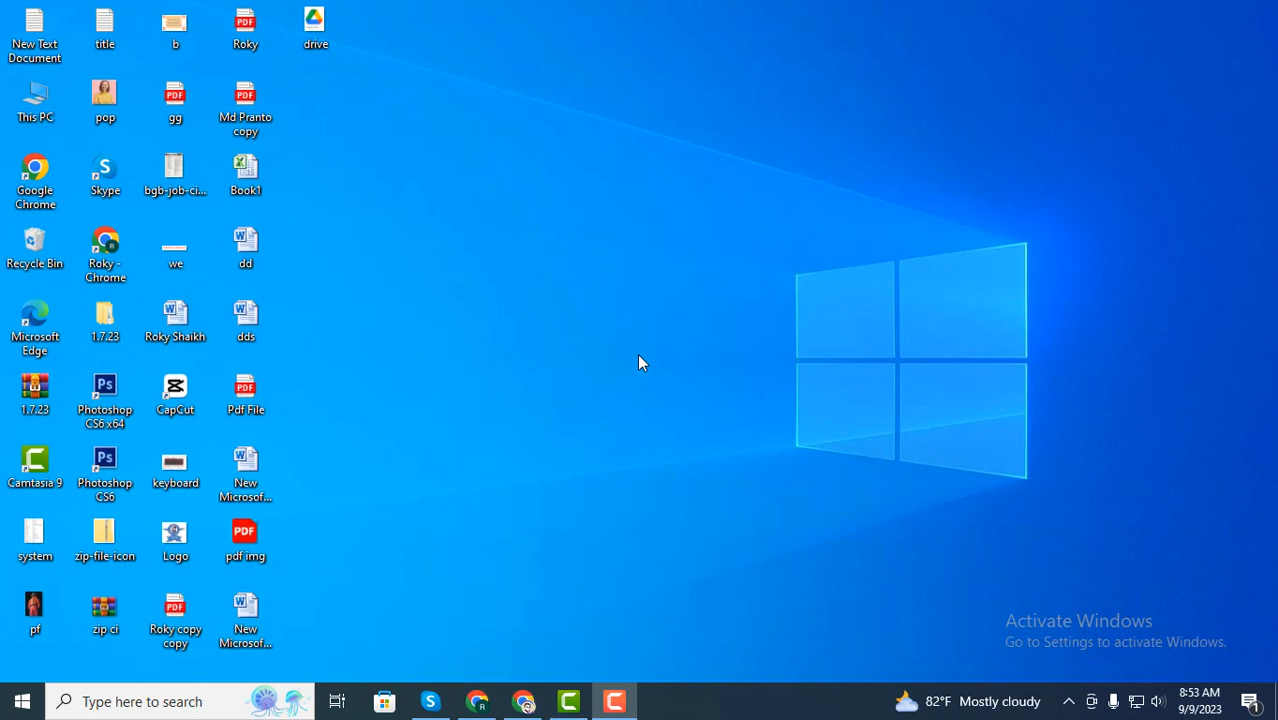 New Text
Document
title
b
Roky
drive
This PC
pop
gg
Md Pranto
copy
Google
Chrome
Skype
bgb-job-ci...
Book1
Recycle Bin
Roky -
Chrome
we
dd
Microsoft
Edge
1.7.23
Roky Shaikh
dds
1.7.23
Photoshop
CS6 x64
CapCut
Pdf File
Camtasia 9
Photoshop
CS6
keyboard
New
Microsof...
system
zip-file-icon
Logo
pdf img
pf
zip ci
Roky copy
copy
New
Microsof...
Activate Windows
Go to Settings to activate Windows.
Type here to search
82°F Mostly cloudy
8:53 AM
9/9/2023